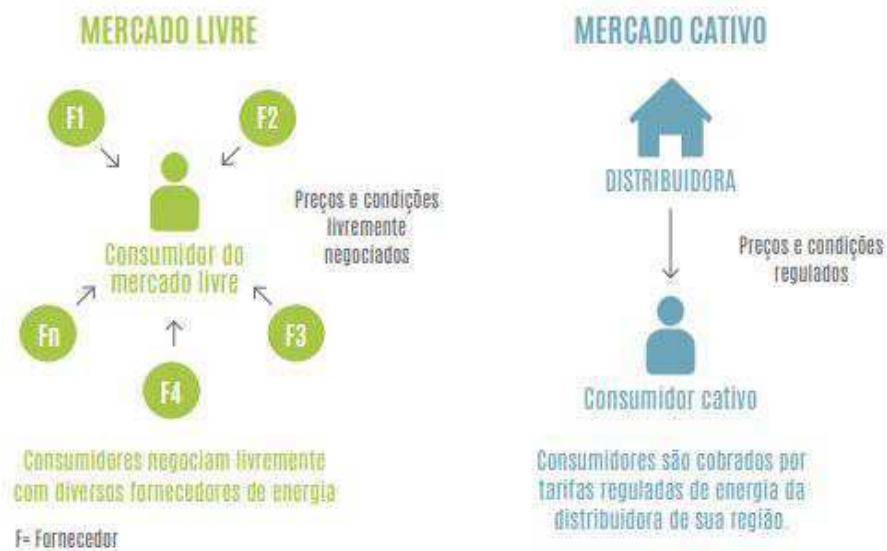 MERCADO LIVRE
F1
F2
Consumidor do
mercado livre
Preços e condições
livremente
negociados
Fn
F3
F4
Consumidores negociam livremente
com diversos fornecedores de energia
F= Fornecedor
MERCADO CATIVO
DISTRIBUIDORA
Preços e condições
regulados
Consumidor cativo
Consumidores são cobrados por
tarifas reguladas de energia da
distribuidora de sua região.